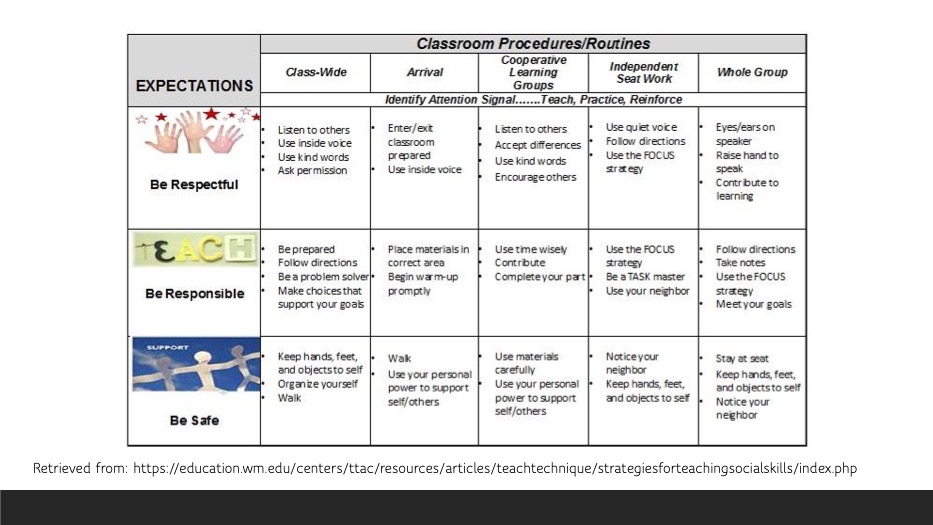 Classroom Procedures/Routines
EXPECTATIONS
Class-Wide
Arrival
Cooperative
Learning
Groups
Independent
Seat Work
Whole Group
Identify Attention Signal.......Teach, Practice, Reinforce
Be Respectful
• Listen to others
• Use inside voice
• Use kind words
• Ask permission
• Enter/exit
classroom
prepared
• Use inside voice
• Listen to others
• Accept differences
• Use kind words
• Encourage others
• Use quiet voice
• Follow directions
• Use the FOCUS
strategy
• Eyes/ears on
speaker
• Raise hand to
speak
• Contribute to
learning
TEACH
Be Responsible
• Be prepared
• Follow directions
• Be a problem solver
• Make choices that
support your goals
• Place materials in
correct area
• Begin warm-up
promptly
• Use time wisely
• Contribute
• Complete your part
• Use the FOCUS
strategy
• Be a TASK master
• Use your neighbor
• Follow directions
• Take notes
• Use the FOCUS
strategy
• Meet your goals
SUPPORT
Be Safe
• Keep hands, feet,
and objects to self
• Organize yourself
• Walk
• Walk
• Use your personal
power to support
self/others
• Use materials
carefully
• Use your personal
power to support
self/others
• Notice your
neighbor
• Keep hands, feet,
and objects to self
• Stay at seat
• Keep hands, feet,
and objects to self
• Notice your
neighbor
Retrieved from: https://education.wm.edu/centers/ttac/resources/articles/teachtechnique/strategiesforteachingsocialskills/index.php